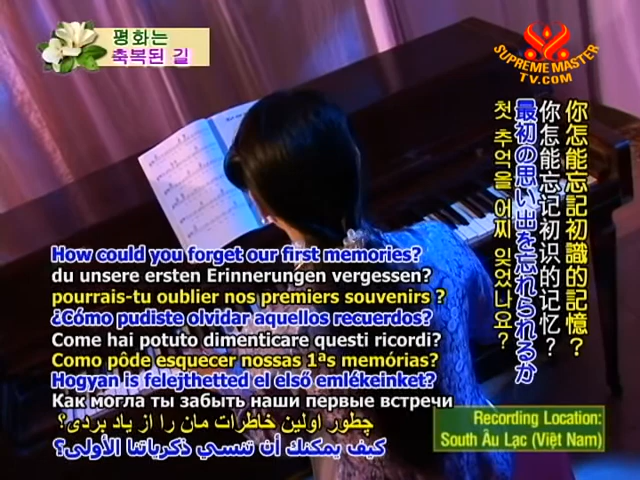 평화는
축복된 길
SUPREME MASTER
TV.COM
你怎能忘記初識的記憶？
你怎能忘记初识的记忆？
最初の思い出を忘れられるか
첫 추억을 어찌 잊었나요?
How could you forget our first memories?
du unsere ersten Erinnerungen vergessen?
pourrais-tu oublier nos premiers souvenirs ?
¿Cómo pudiste olvidar aquellos recuerdos?
Come hai potuto dimenticare questi ricordi?
Como pôde esquecer nossas 1ªs memórias?
Hogyan is felejthetted el első emlékeinket?
Как могла ты забыть наши первые встречи
چطور اولین خاطرات مان را از یاد بردی؟
كيف يمكنك أن تنسي ذكرياتنا الأولى؟
Recording Location:
South Âu Lạc (Việt Nam)